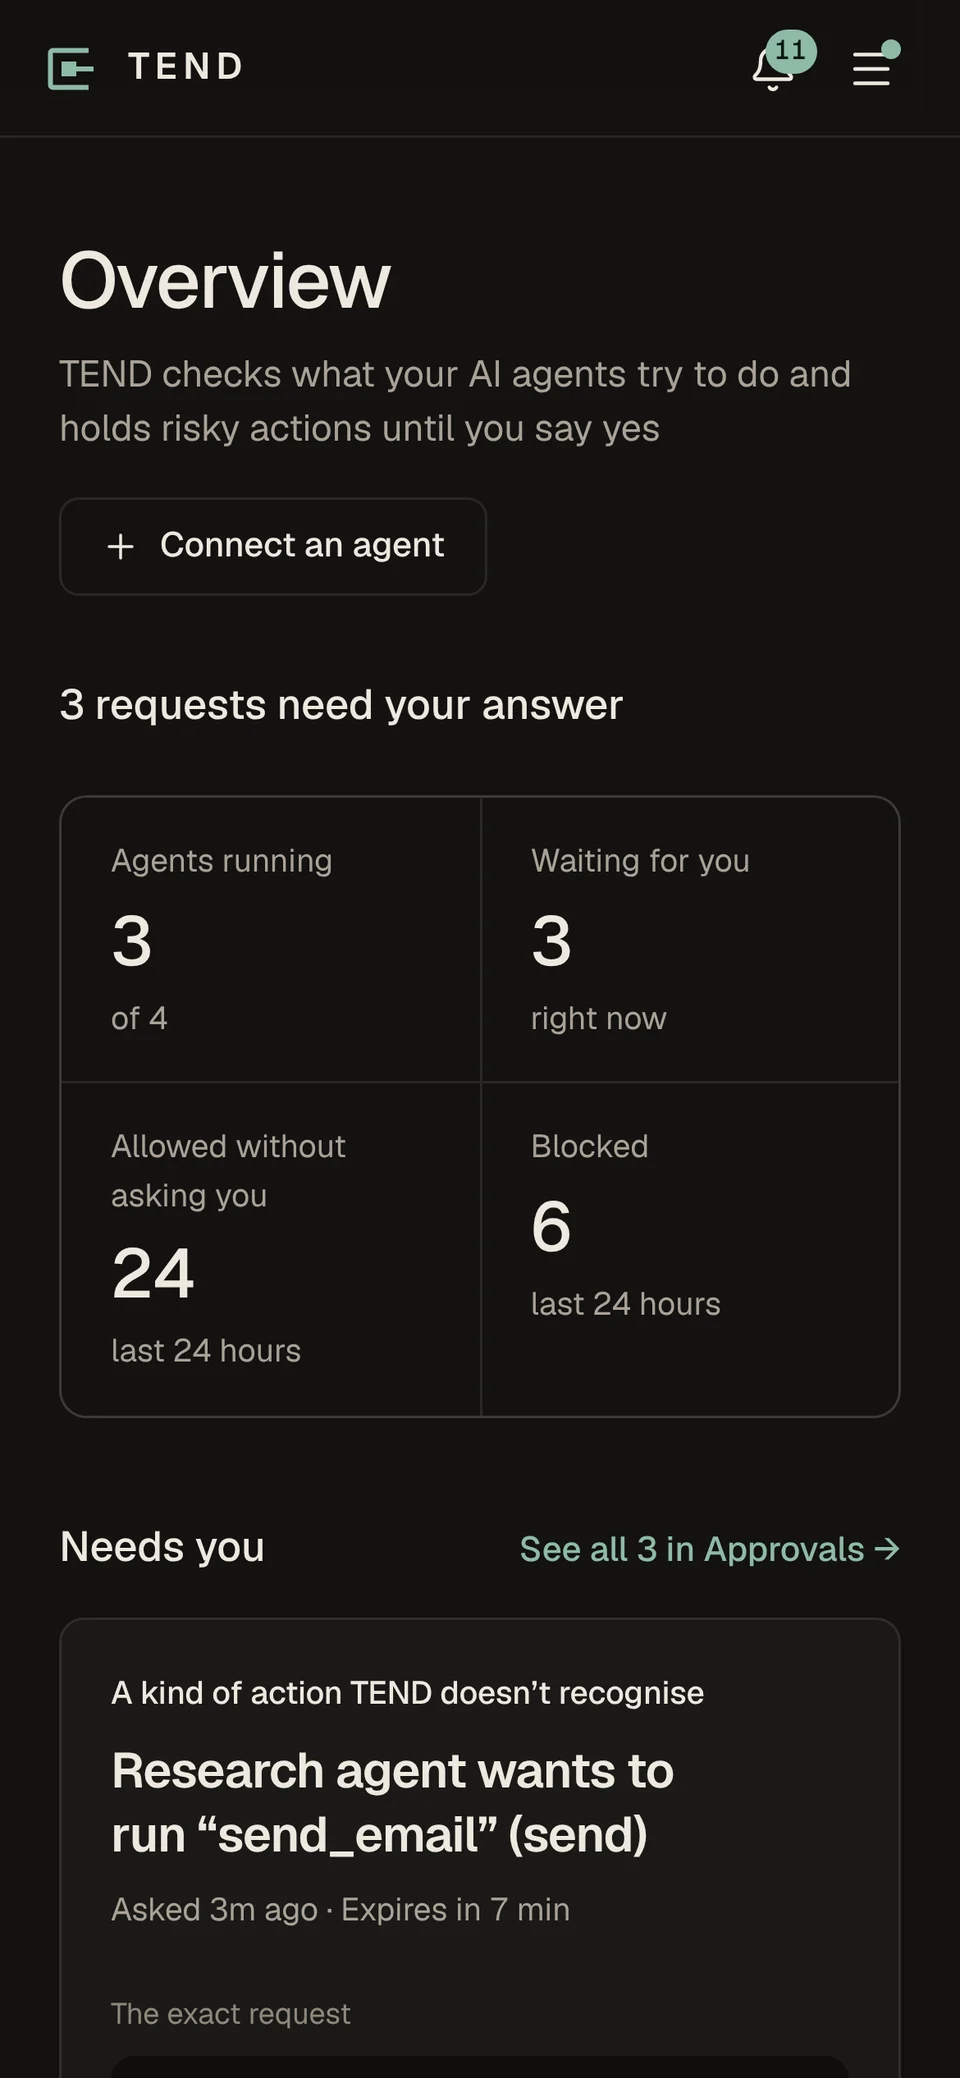 TEND
11
Overview
TEND checks what your AI agents try to do and
holds risky actions until you say yes
+ Connect an agent
3 requests need your answer
Agents running
3
of 4
Waiting for you
3
right now
Allowed without
asking you
24
last 24 hours
Blocked
6
last 24 hours
Needs you
See all 3 in Approvals →
A kind of action TEND doesn’t recognise
Research agent wants to
run “send_email” (send)
Asked 3m ago · Expires in 7 min
The exact request